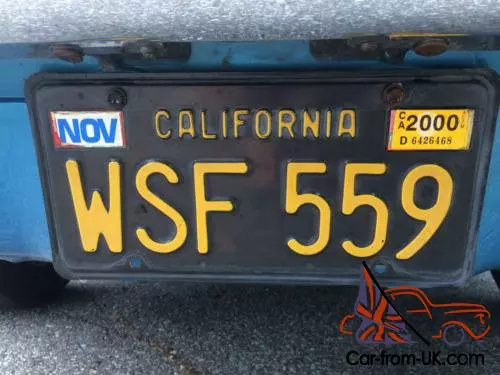 NOV CALIFORNIA CA 2000
D 6426468
WSF 559
Car-from-UK.com